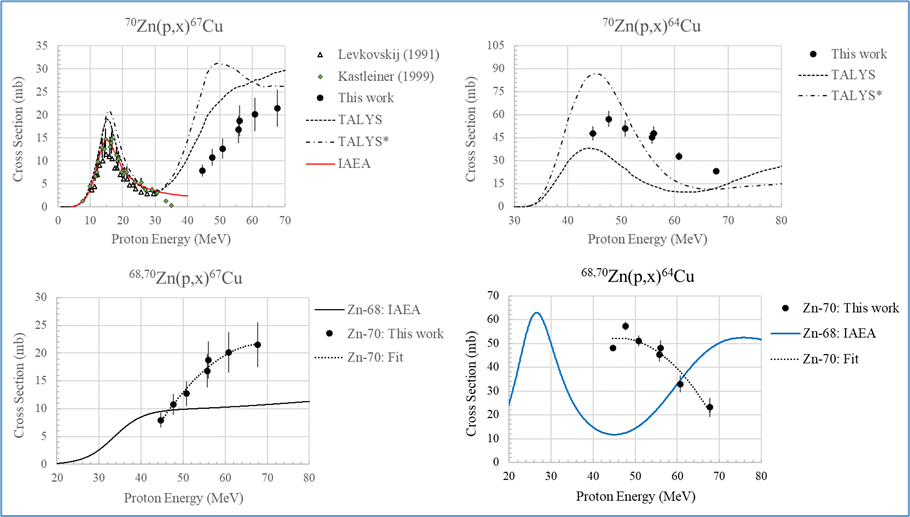 ⁷⁰Zn(p,x)⁶⁷Cu
Cross Section (mb)
35
30
25
20
15
10
5
0
0 10 20 30 40 50 60 70
Proton Energy (MeV)
Levkovskij (1991)
Kastleiner (1999)
This work
TALYS
TALYS*
IAEA
⁷⁰Zn(p,x)⁶⁴Cu
Cross Section (mb)
105
90
75
60
45
30
15
0
30 40 50 60 70 80
Proton Energy (MeV)
This work
TALYS
TALYS*
⁶⁸,⁷⁰Zn(p,x)⁶⁷Cu
Cross Section (mb)
30
25
20
15
10
5
0
20 30 40 50 60 70 80
Proton Energy (MeV)
Zn-68: IAEA
Zn-70: This work
Zn-70: Fit
⁶⁸,⁷⁰Zn(p,x)⁶⁴Cu
Cross Section (mb)
70
60
50
40
30
20
10
0
20 30 40 50 60 70 80
Proton Energy (MeV)
Zn-70: This work
Zn-68: IAEA
Zn-70: Fit